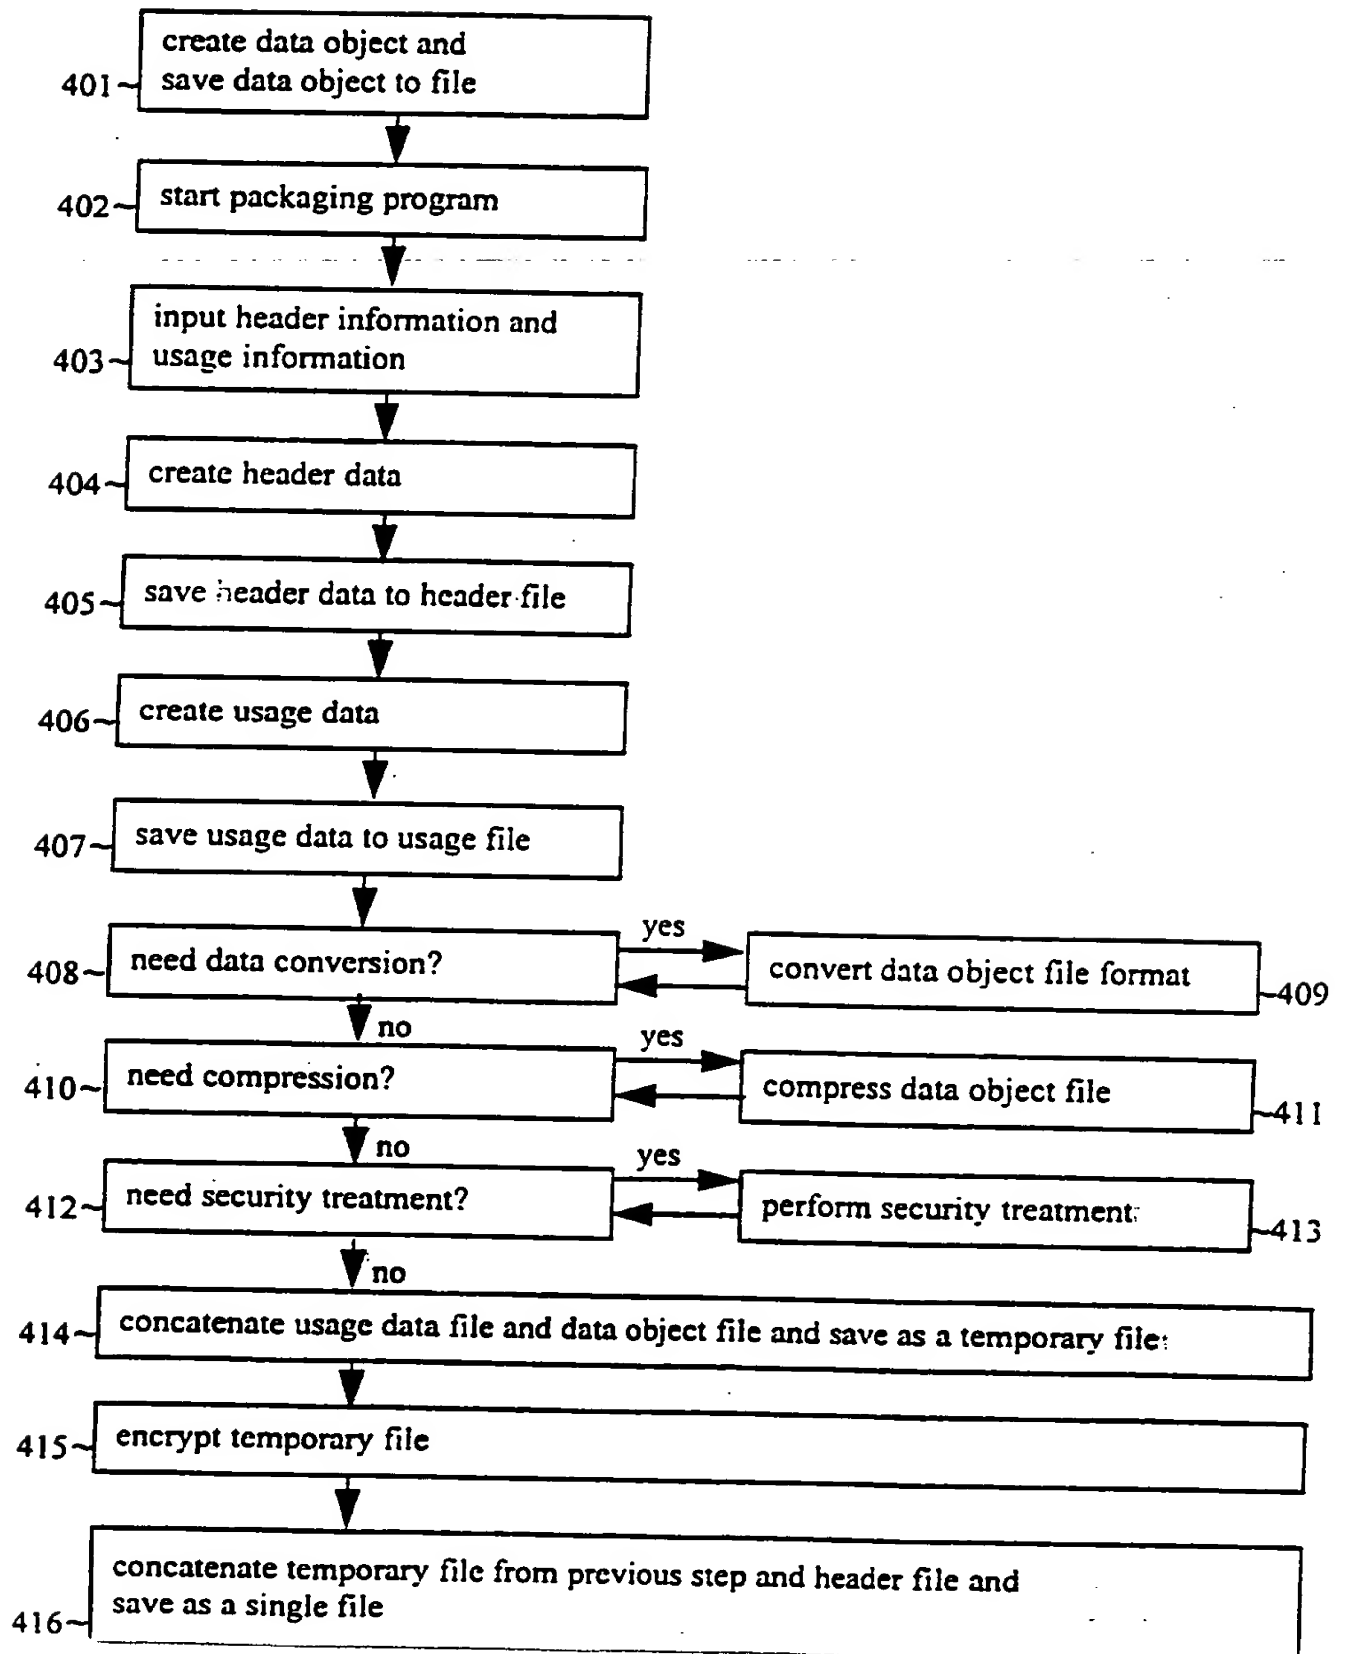 create data object and
save data object to file
401
start packaging program
402
input header information and
usage information
403
create header data
404
save header data to header file
405
create usage data
406
save usage data to usage file
407
need data conversion?
408
yes
convert data object file format
409
no
need compression?
410
yes
compress data object file
411
no
need security treatment?
412
yes
perform security treatment
413
no
concatenate usage data file and data object file and save as a temporary file
414
encrypt temporary file
415
concatenate temporary file from previous step and header file and
save as a single file
416